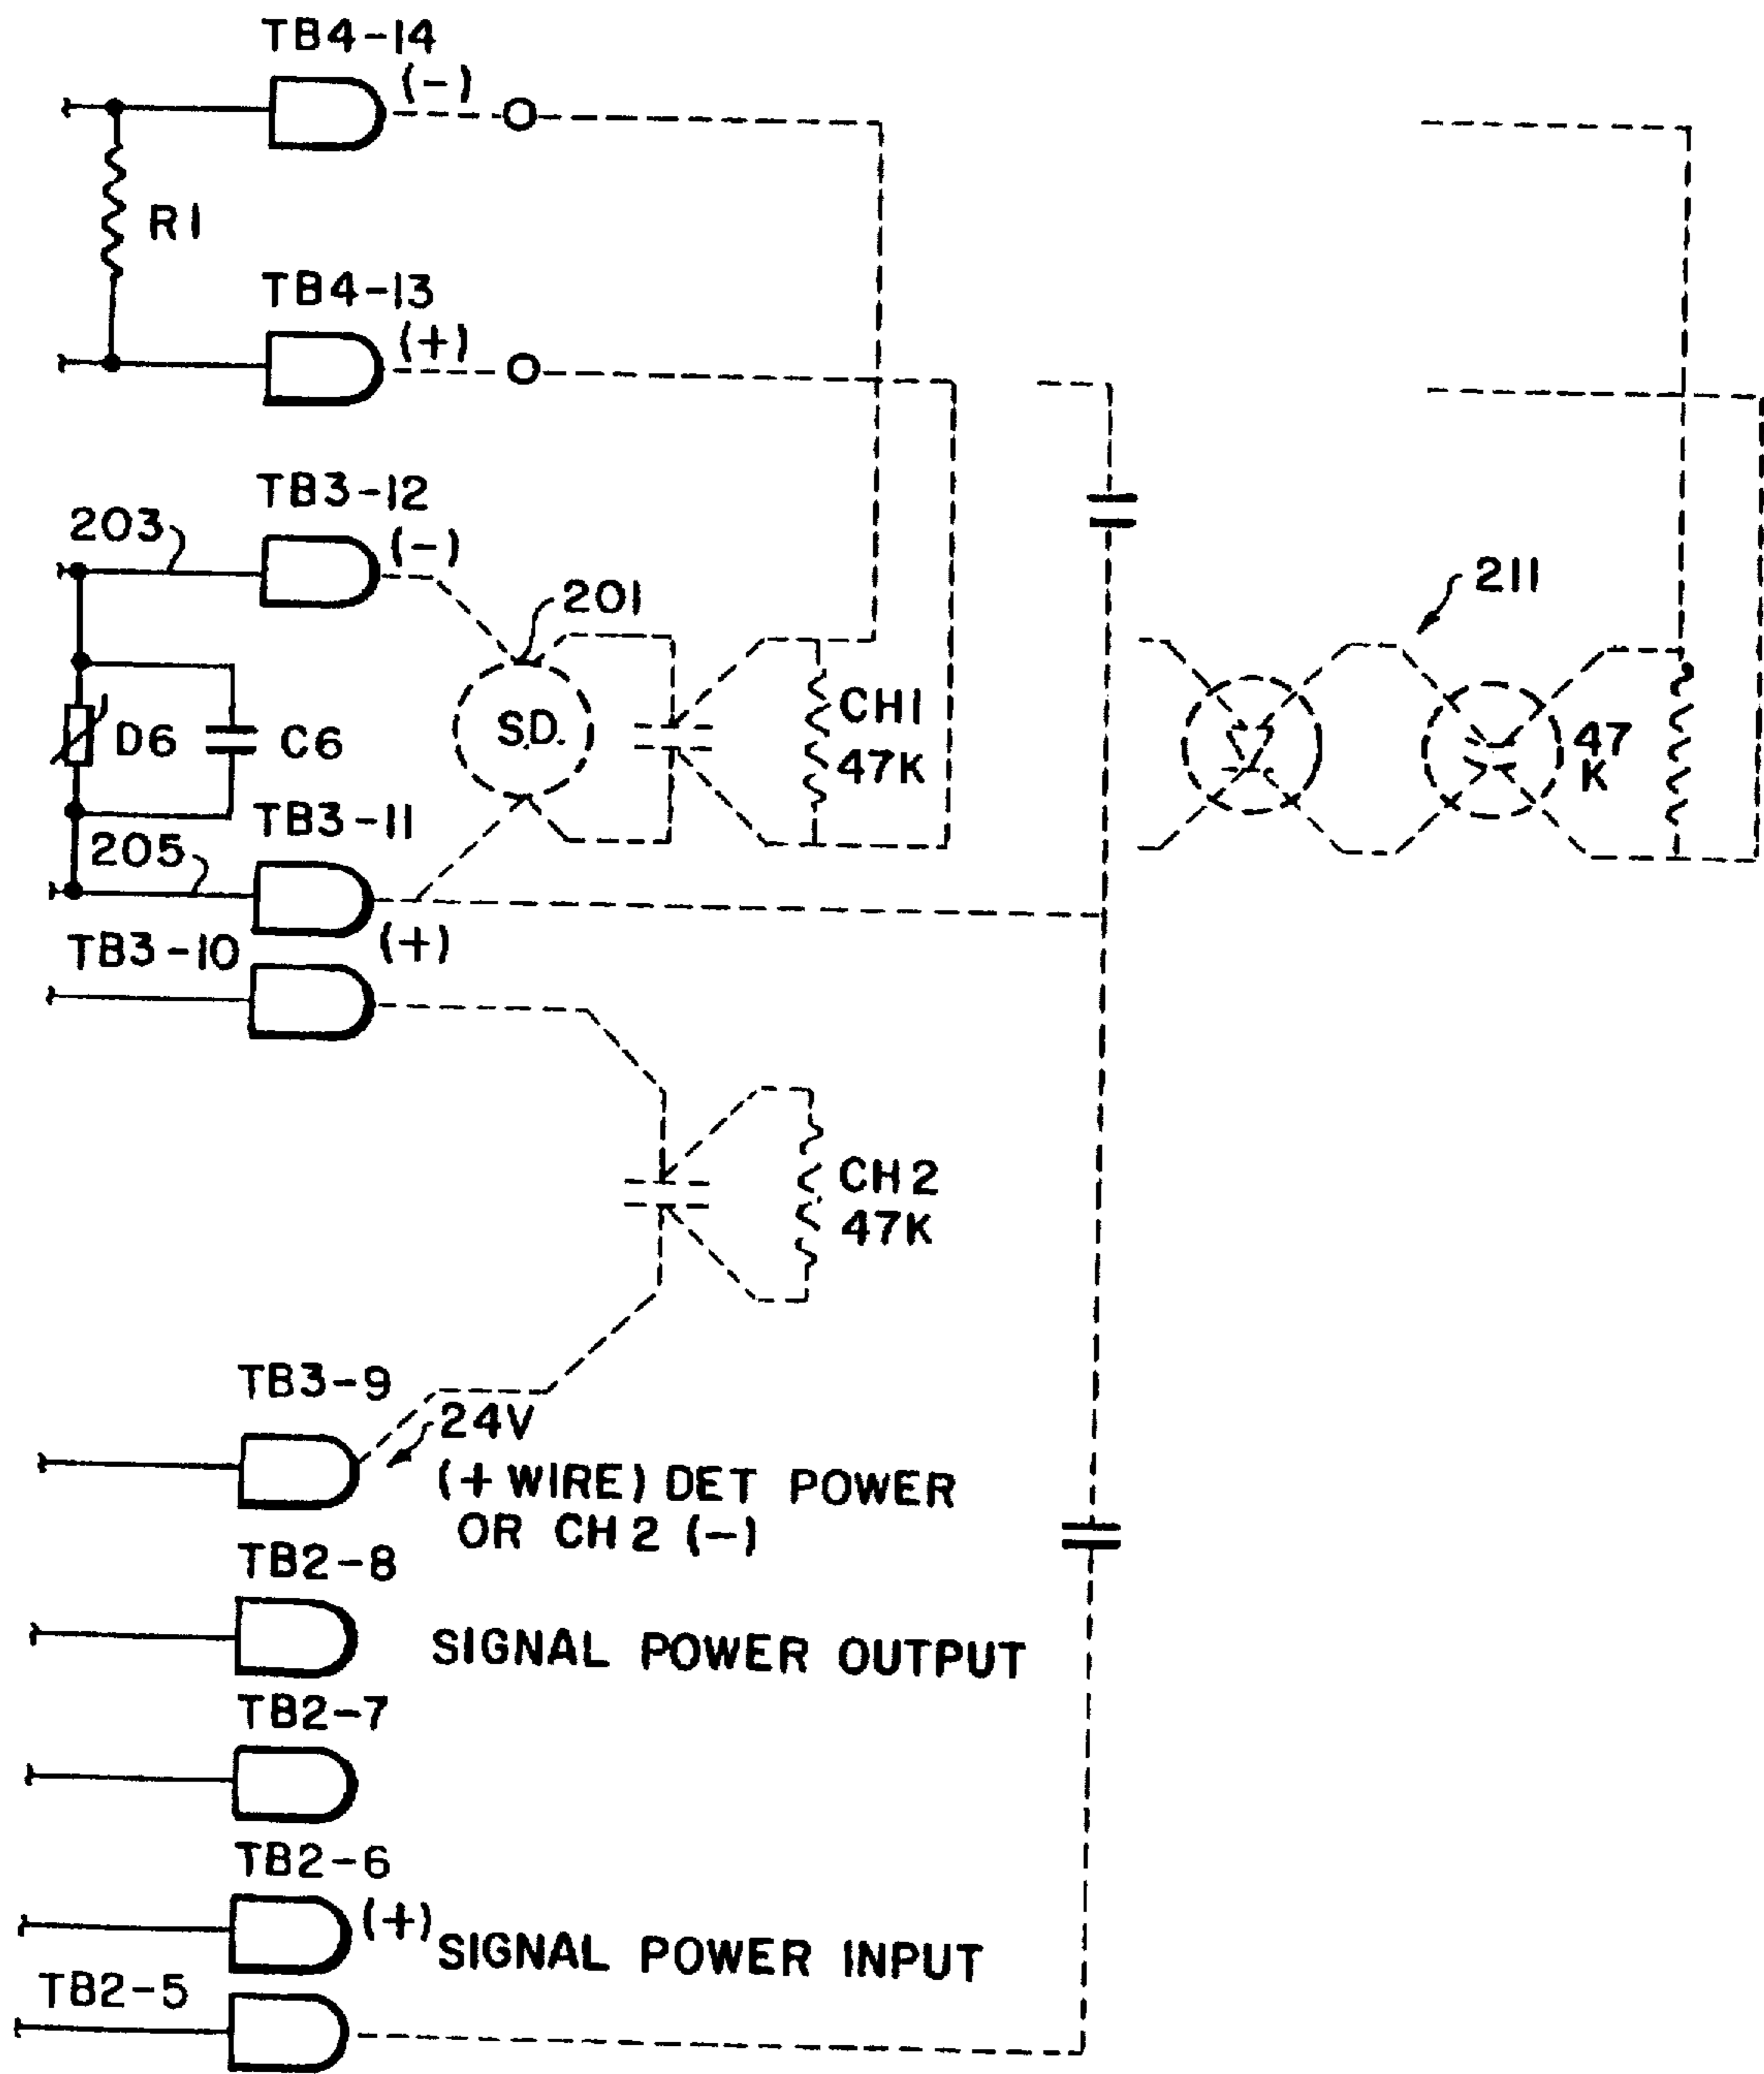 TB4-14
(-)
R1
TB4-13
(+)
TB3-12
203
(-)
201
211
S.D.
CH1
47K
D6
C6
47
K
TB3-11
205
TB3-10
(+)
CH2
47K
TB3-9
24V
(+ WIRE) DET POWER
OR CH2 (-)
TB2-8
SIGNAL POWER OUTPUT
TB2-7
TB2-6
(+)
SIGNAL POWER INPUT
TB2-5